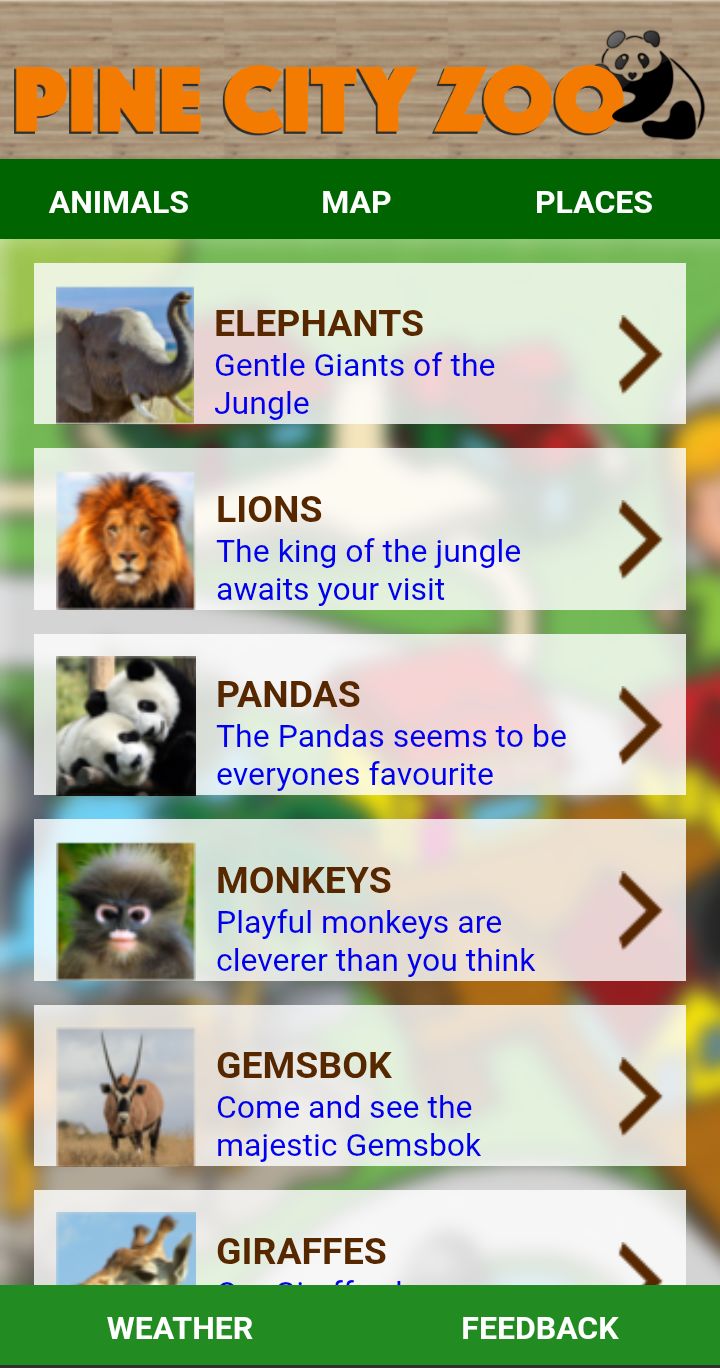 PINE CITY ZOO
ANIMALS MAP PLACES
ELEPHANTS
Gentle Giants of the
Jungle
LIONS
The king of the jungle
awaits your visit
PANDAS
The Pandas seems to be
everyones favourite
MONKEYS
Playful monkeys are
cleverer than you think
GEMSBOK
Come and see the
majestic Gemsbok
GIRAFFES
WEATHER FEEDBACK